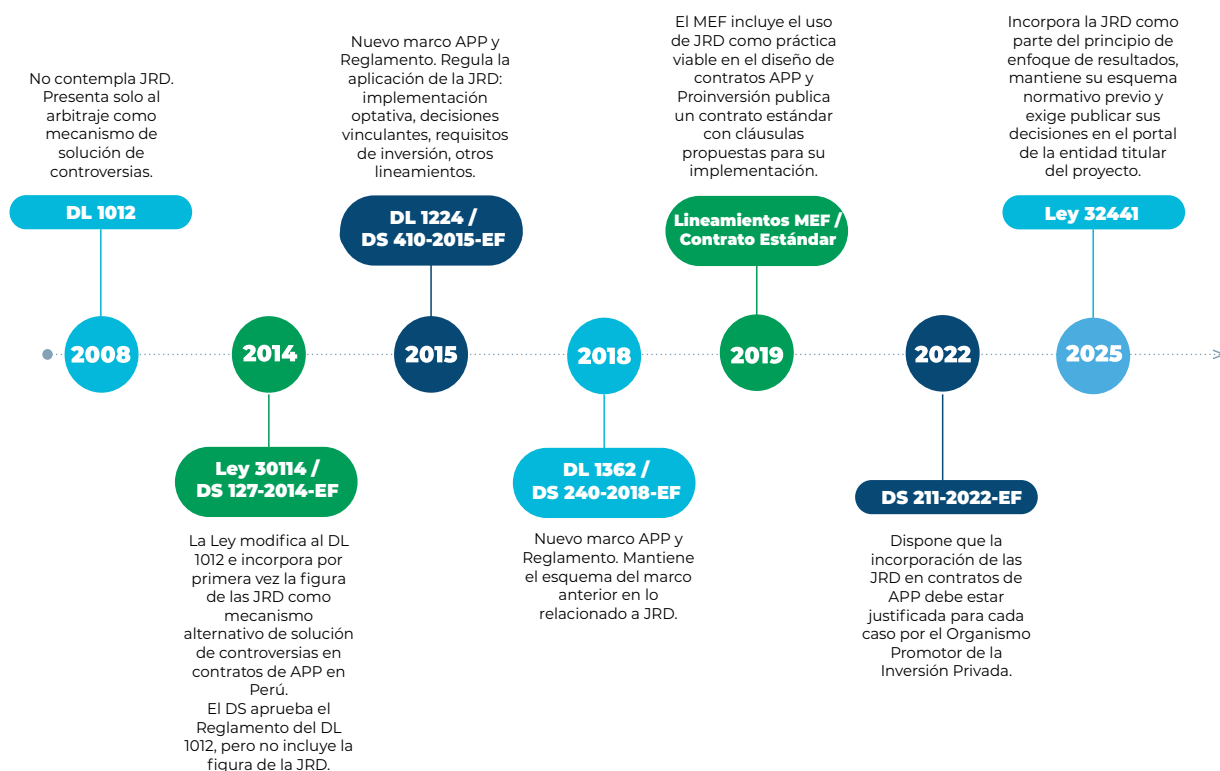 No contempla JRD.
Presenta solo al
arbitraje como
mecanismo de
solución de
controversias.
DL 1012
2008
2014
Ley 30114 /
DS 127-2014-EF
La Ley modifica al DL
1012 e incorpora por
primera vez la figura
de las JRD como
mecanismo
alternativo de solución
de controversias en
contratos de APP en
Perú.
El DS aprueba el
Reglamento del DL
1012, pero no incluye la
figura de la JRD.
Nuevo marco APP y
Reglamento. Regula la
aplicación de la JRD:
implementación
optativa, decisiones
vinculantes, requisitos
de inversión, otros
lineamientos.
DL 1224 /
DS 410-2015-EF
2015
2018
DL 1362 /
DS 240-2018-EF
Nuevo marco APP y
Reglamento. Mantiene
el esquema del marco
anterior en lo
relacionado a JRD.
El MEF incluye el uso
de JRD como práctica
viable en el diseño de
contratos APP y
Proinversión publica
un contrato estándar
con cláusulas
propuestas para su
implementación.
Lineamientos MEF /
Contrato Estándar
2019
2022
DS 211-2022-EF
Dispone que la
incorporación de las
JRD en contratos de
APP debe estar
justificada para cada
caso por el Organismo
Promotor de la
Inversión Privada.
Incorpora la JRD como
parte del principio de
enfoque de resultados,
mantiene su esquema
normativo previo y
exige publicar sus
decisiones en el portal
de la entidad titular
del proyecto.
Ley 32441
2025